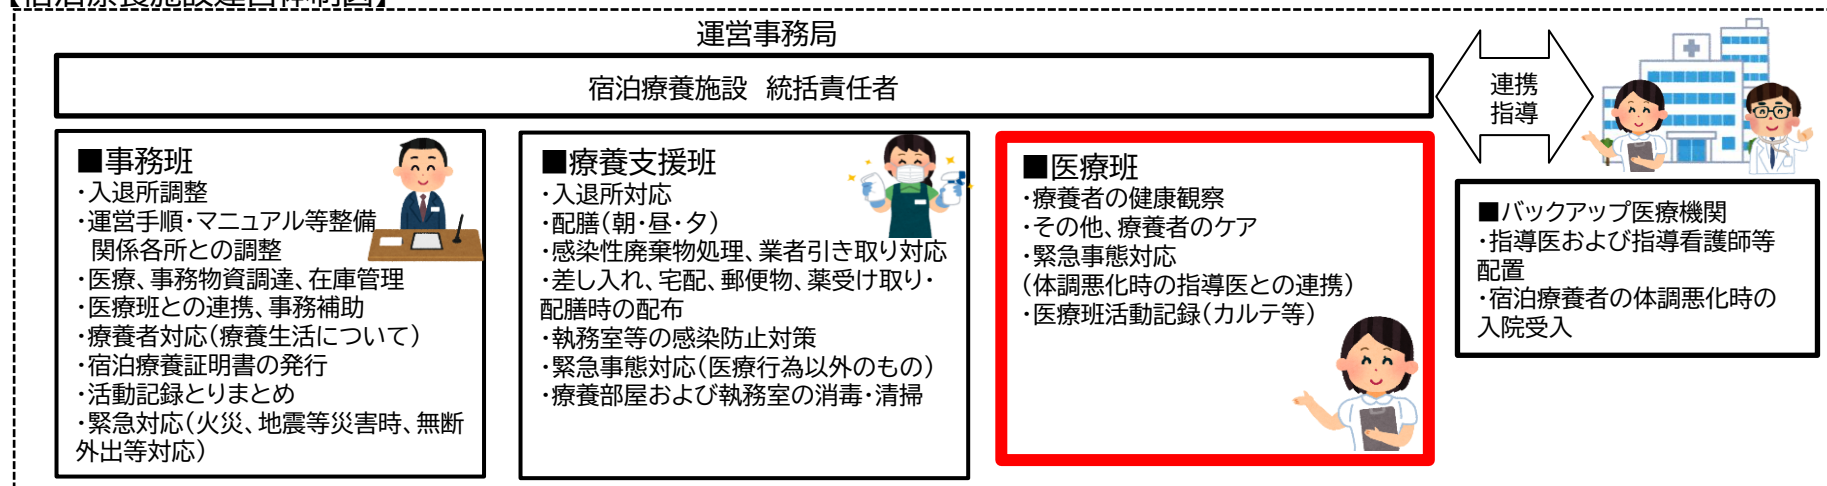 【宿泊療養施設運営体制図】
運営事務局
宿泊療養施設　統括責任者
連携
指導
■事務班
・入退所調整
・運営手順・マニュアル等整備
関係各所との調整
・医療、事務物資調達、在庫管理
・医療班との連携、事務補助
・療養者対応(療養生活について)
・宿泊療養証明書の発行
・活動記録とりまとめ
・緊急対応(火災、地震等災害時、無断
外出等対応)
■療養支援班
・入退所対応
・配膳(朝・昼・夕)
・感染性廃棄物処理、業者引き取り対応
・差し入れ、宅配、郵便物、薬受け取り・
配膳時の配布
・執務室等の感染防止対策
・緊急事態対応(医療行為以外のもの)
・療養部屋および執務室の消毒・清掃
■医療班
・療養者の健康観察
・その他、療養者のケア
・緊急事態対応
(体調悪化時の指導医との連携)
・医療班活動記録(カルテ等)
■バックアップ医療機関
・指導医および指導看護師等
配置
・宿泊療養者の体調悪化時の
入院受入